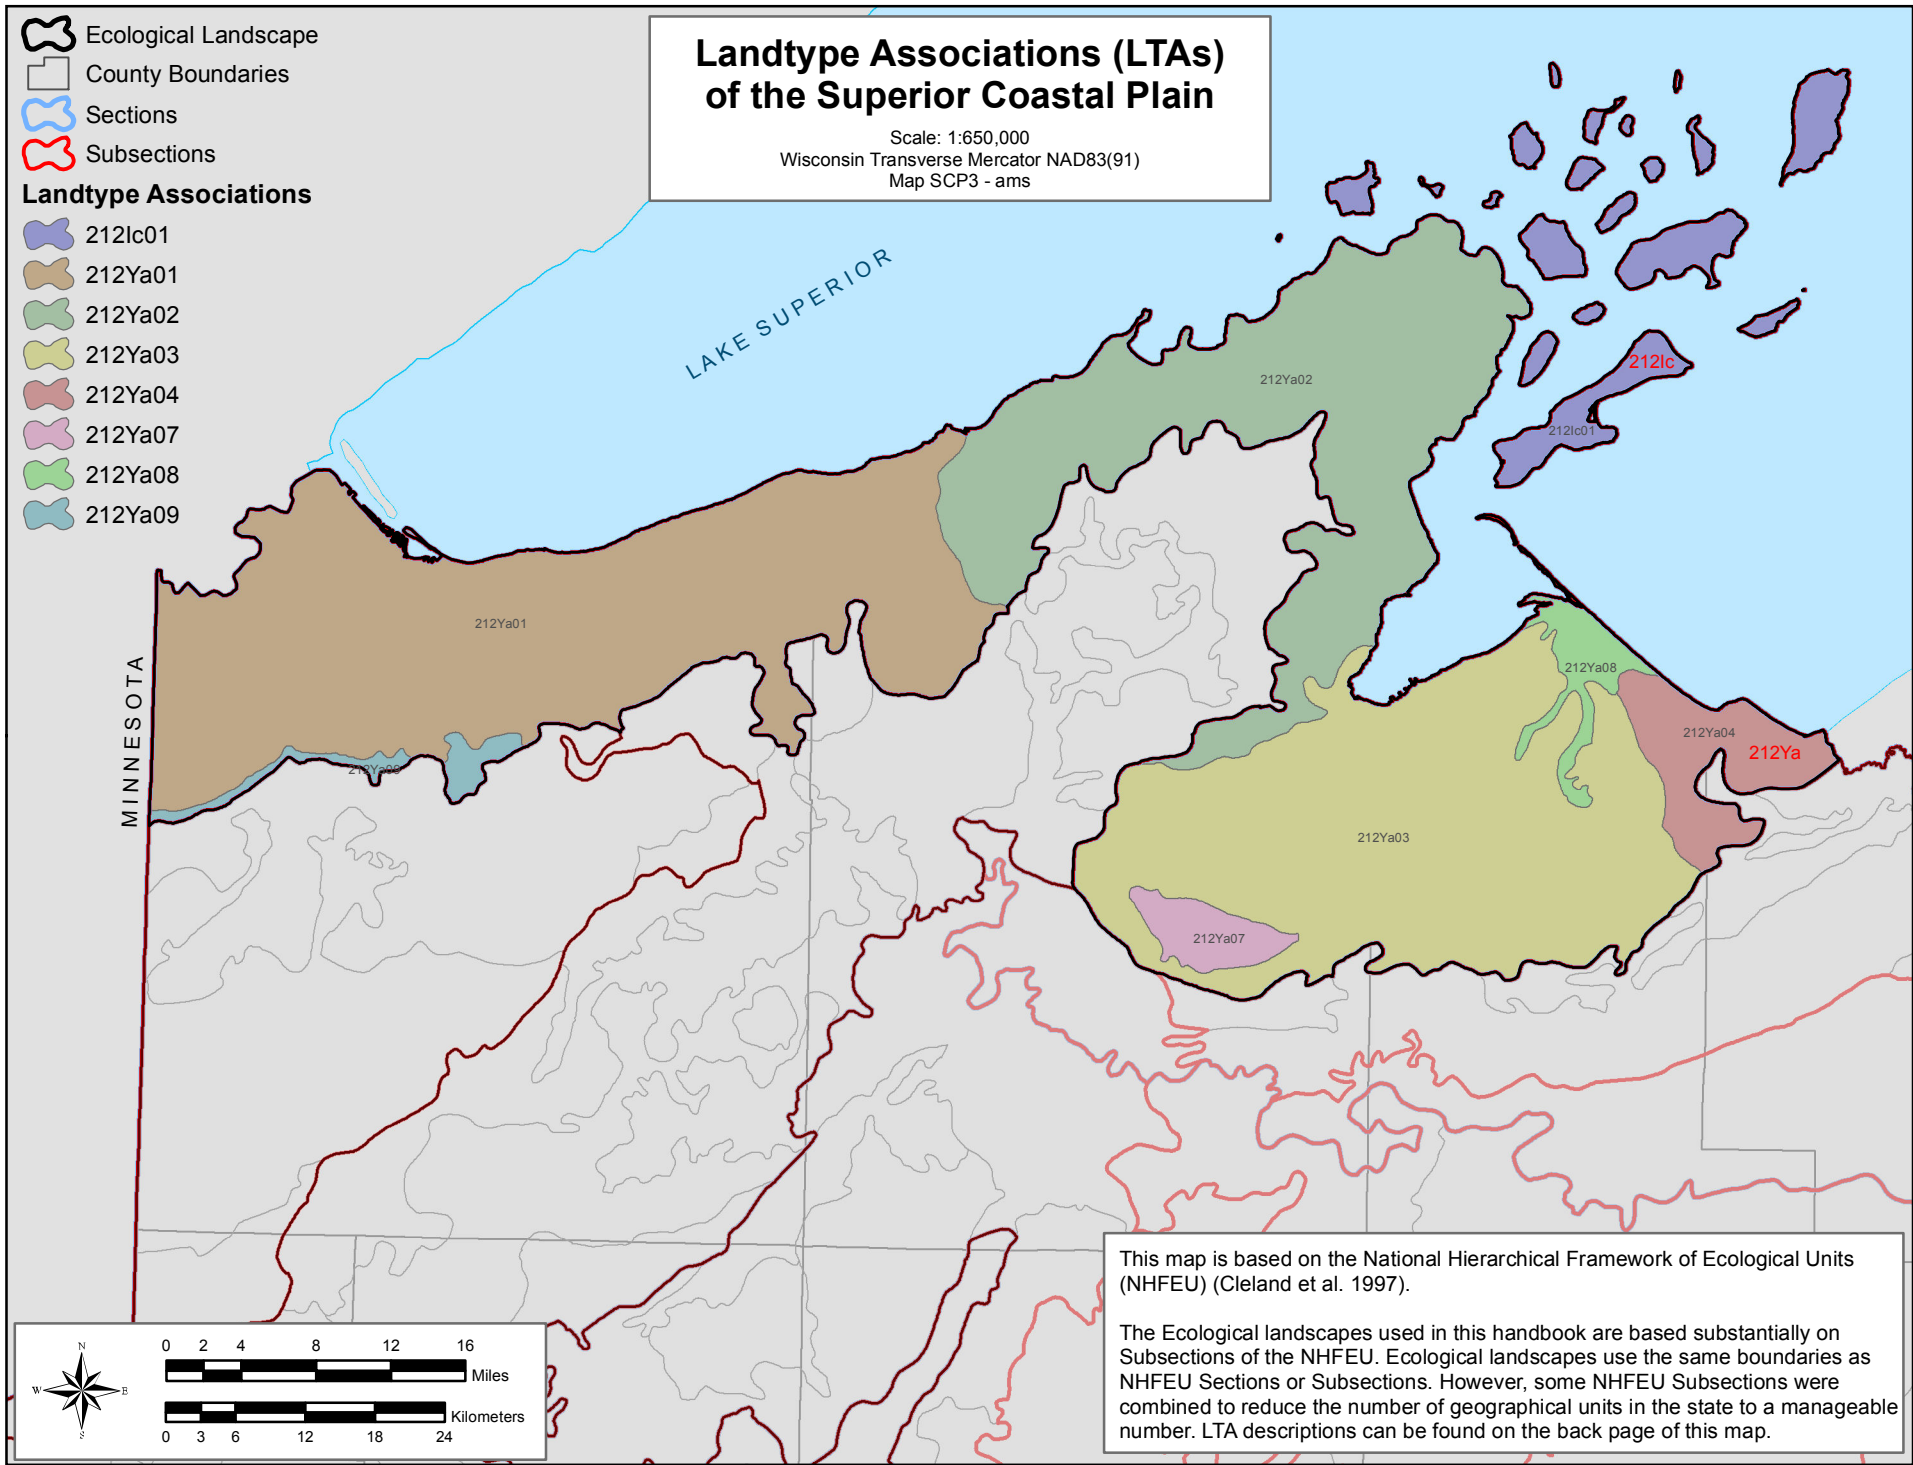 Ecological Landscape
County Boundaries
Sections
Subsections
Landtype Associations
212Ic01
212Ya01
212Ya02
212Ya03
212Ya04
212Ya07
212Ya08
212Ya09
Landtype Associations (LTAs)
of the Superior Coastal Plain
Scale: 1:650,000
Wisconsin Transverse Mercator NAD83(91)
Map SCP3 - ams
LAKE SUPERIOR
212Ya02
212Ic
212Ic01
212Ya01
MINNESOTA
212Ya08
212Ya04
212Ya
212Ya09
212Ya03
212Ya07
N
W
E
S
0 2 4 8 12 16
Miles
Kilometers
0 3 6 12 18 24
This map is based on the National Hierarchical Framework of Ecological Units
(NHFEU) (Cleland et al. 1997).
The Ecological landscapes used in this handbook are based substantially on
Subsections of the NHFEU. Ecological landscapes use the same boundaries as
NHFEU Sections or Subsections. However, some NHFEU Subsections were
combined to reduce the number of geographical units in the state to a manageable
number. LTA descriptions can be found on the back page of this map.